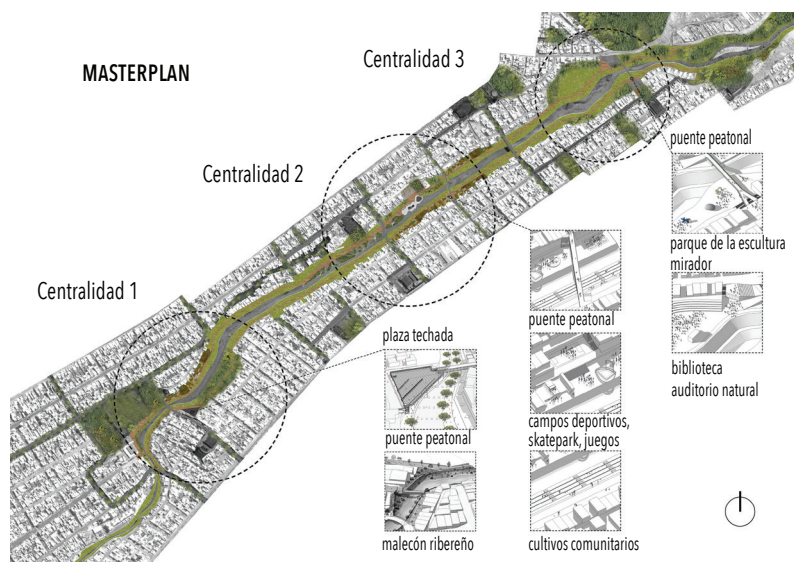 MASTERPLAN
Centralidad 3
Centralidad 2
Centralidad 1
plaza techada
puente peatonal
malecón ribereño
puente peatonal
campos deportivos,
skatepark, juegos
cultivos comunitarios
puente peatonal
parque de la escultura
mirador
biblioteca
auditorio natural